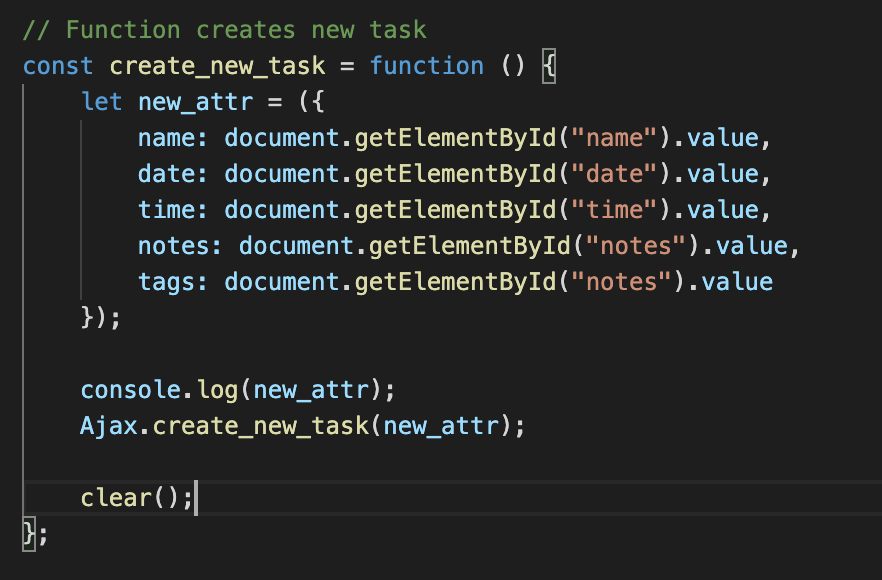 // Function creates new task
const create_new_task = function () {
let new_attr = ({
name: document.getElementById("name").value,
date: document.getElementById("date").value,
time: document.getElementById("time").value,
notes: document.getElementById("notes").value,
tags: document.getElementById("notes").value
});
console.log(new_attr);
Ajax.create_new_task(new_attr);
clear();
};